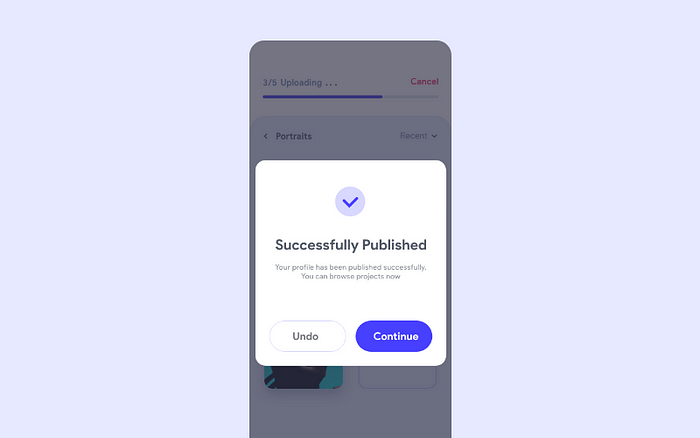 3/5 Uploading ...
Cancel
Portraits
Recent
Successfully Published
Your profile has been published successfully.
You can browse projects now
Undo
Continue